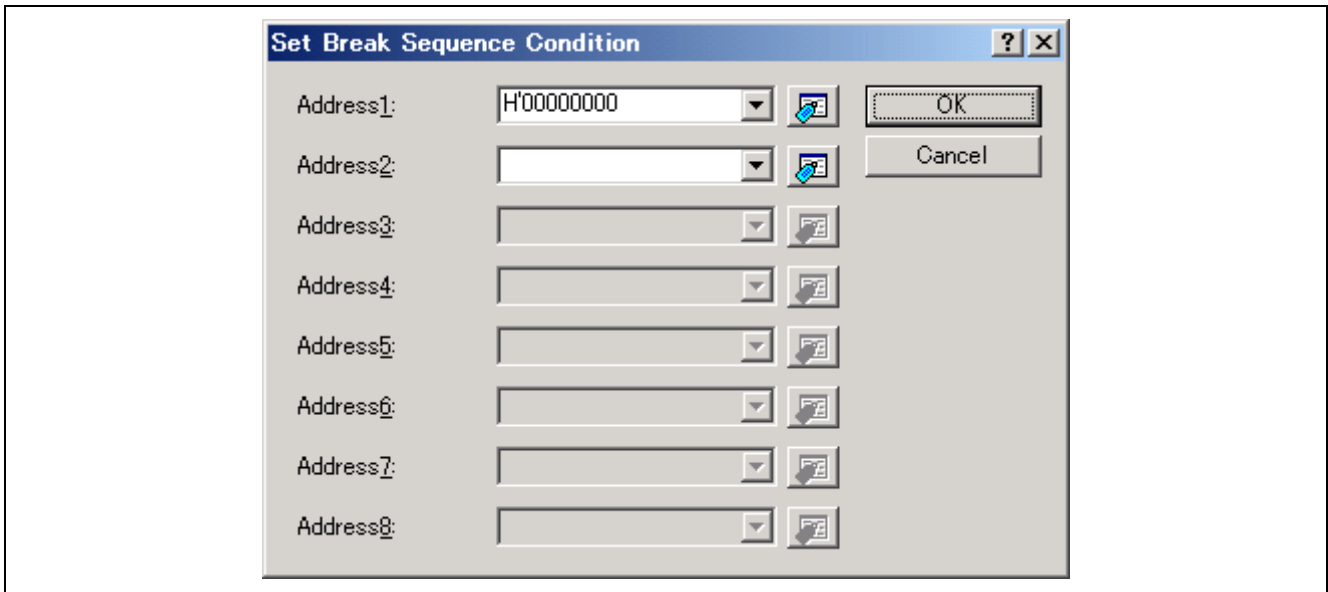 Set Break Sequence Condition
Address1: H'00000000 OK
Address2: Cancel
Address3:
Address4:
Address5:
Address6:
Address7:
Address8: